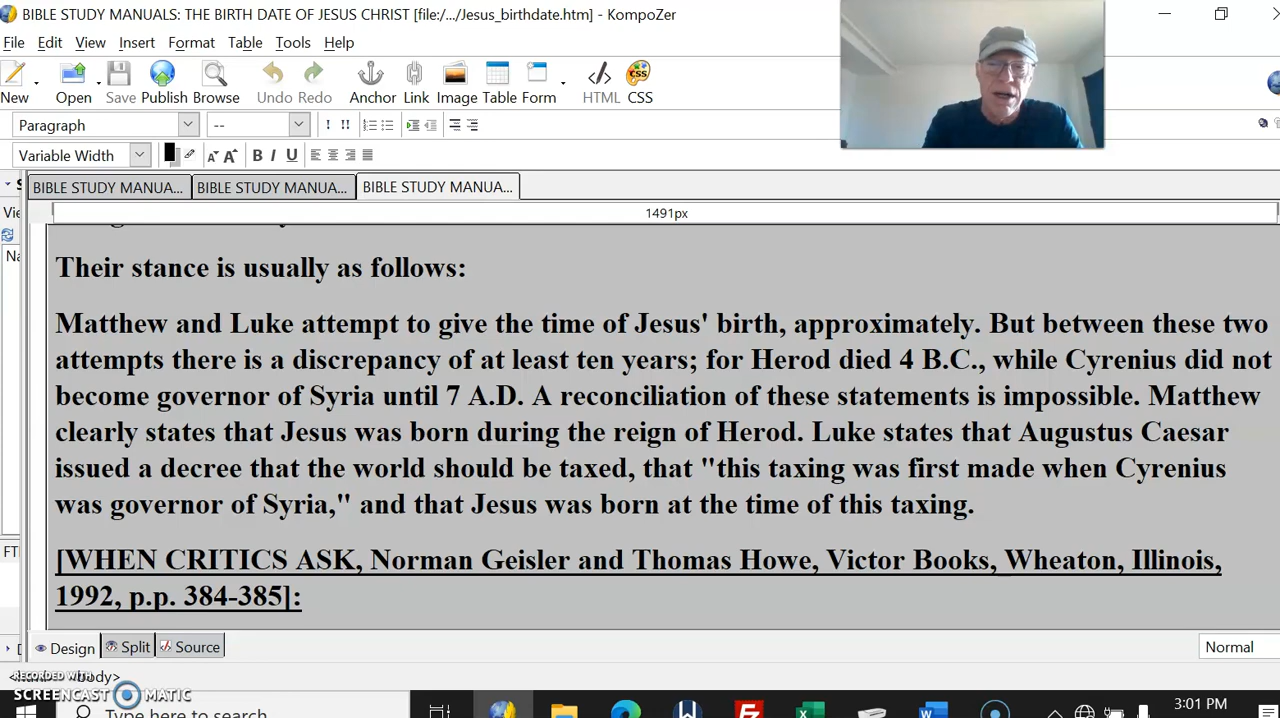 BIBLE STUDY MANUALS: THE BIRTH DATE OF JESUS CHRIST [file:/.../Jesus_birthdate.htm] - KompoZer
File Edit View Insert Format Table Tools Help
New Open Save Publish Browse Undo Redo Anchor Link Image Table Form HTML CSS
Paragraph --
Variable Width B I U
BIBLE STUDY MANUA... BIBLE STUDY MANUA... BIBLE STUDY MANUA...
1491px
Their stance is usually as follows:
Matthew and Luke attempt to give the time of Jesus' birth, approximately. But between these two
attempts there is a discrepancy of at least ten years; for Herod died 4 B.C., while Cyrenius did not
become governor of Syria until 7 A.D. A reconciliation of these statements is impossible. Matthew
clearly states that Jesus was born during the reign of Herod. Luke states that Augustus Caesar
issued a decree that the world should be taxed, that "this taxing was first made when Cyrenius
was governor of Syria," and that Jesus was born at the time of this taxing.
[WHEN CRITICS ASK, Norman Geisler and Thomas Howe, Victor Books, Wheaton, Illinois,
1992, p.p. 384-385]:
Design Split Source Normal
<body>
RECORDED WITH
SCREENCAST MATIC
Type here to search 3:01 PM